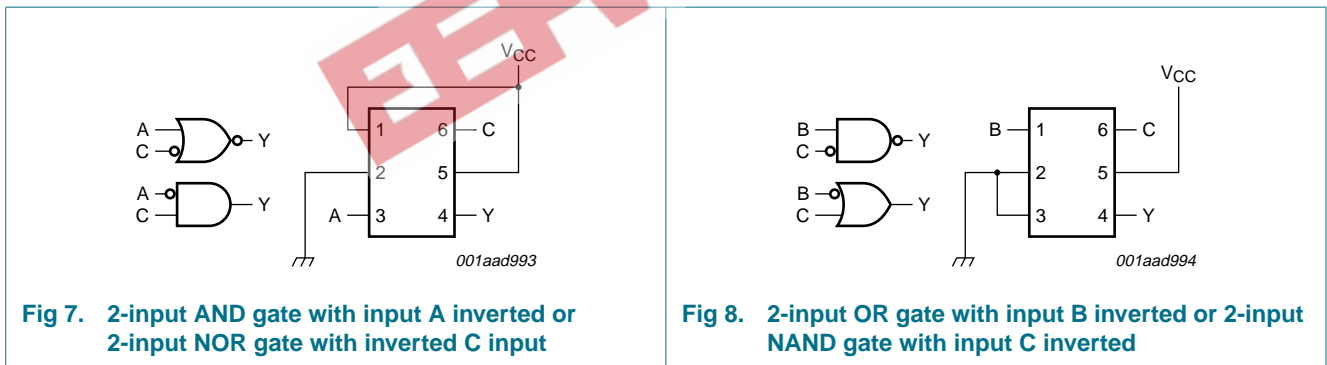 VCC
A
C
Y
A
C
Y
1
6
C
2
5
A
3
4
Y
001aad993
Fig 7. 2-input AND gate with input A inverted or
2-input NOR gate with inverted C input
VCC
B
C
Y
B
C
Y
B
1
6
C
2
5
3
4
Y
001aad994
Fig 8. 2-input OR gate with input B inverted or 2-input
NAND gate with input C inverted